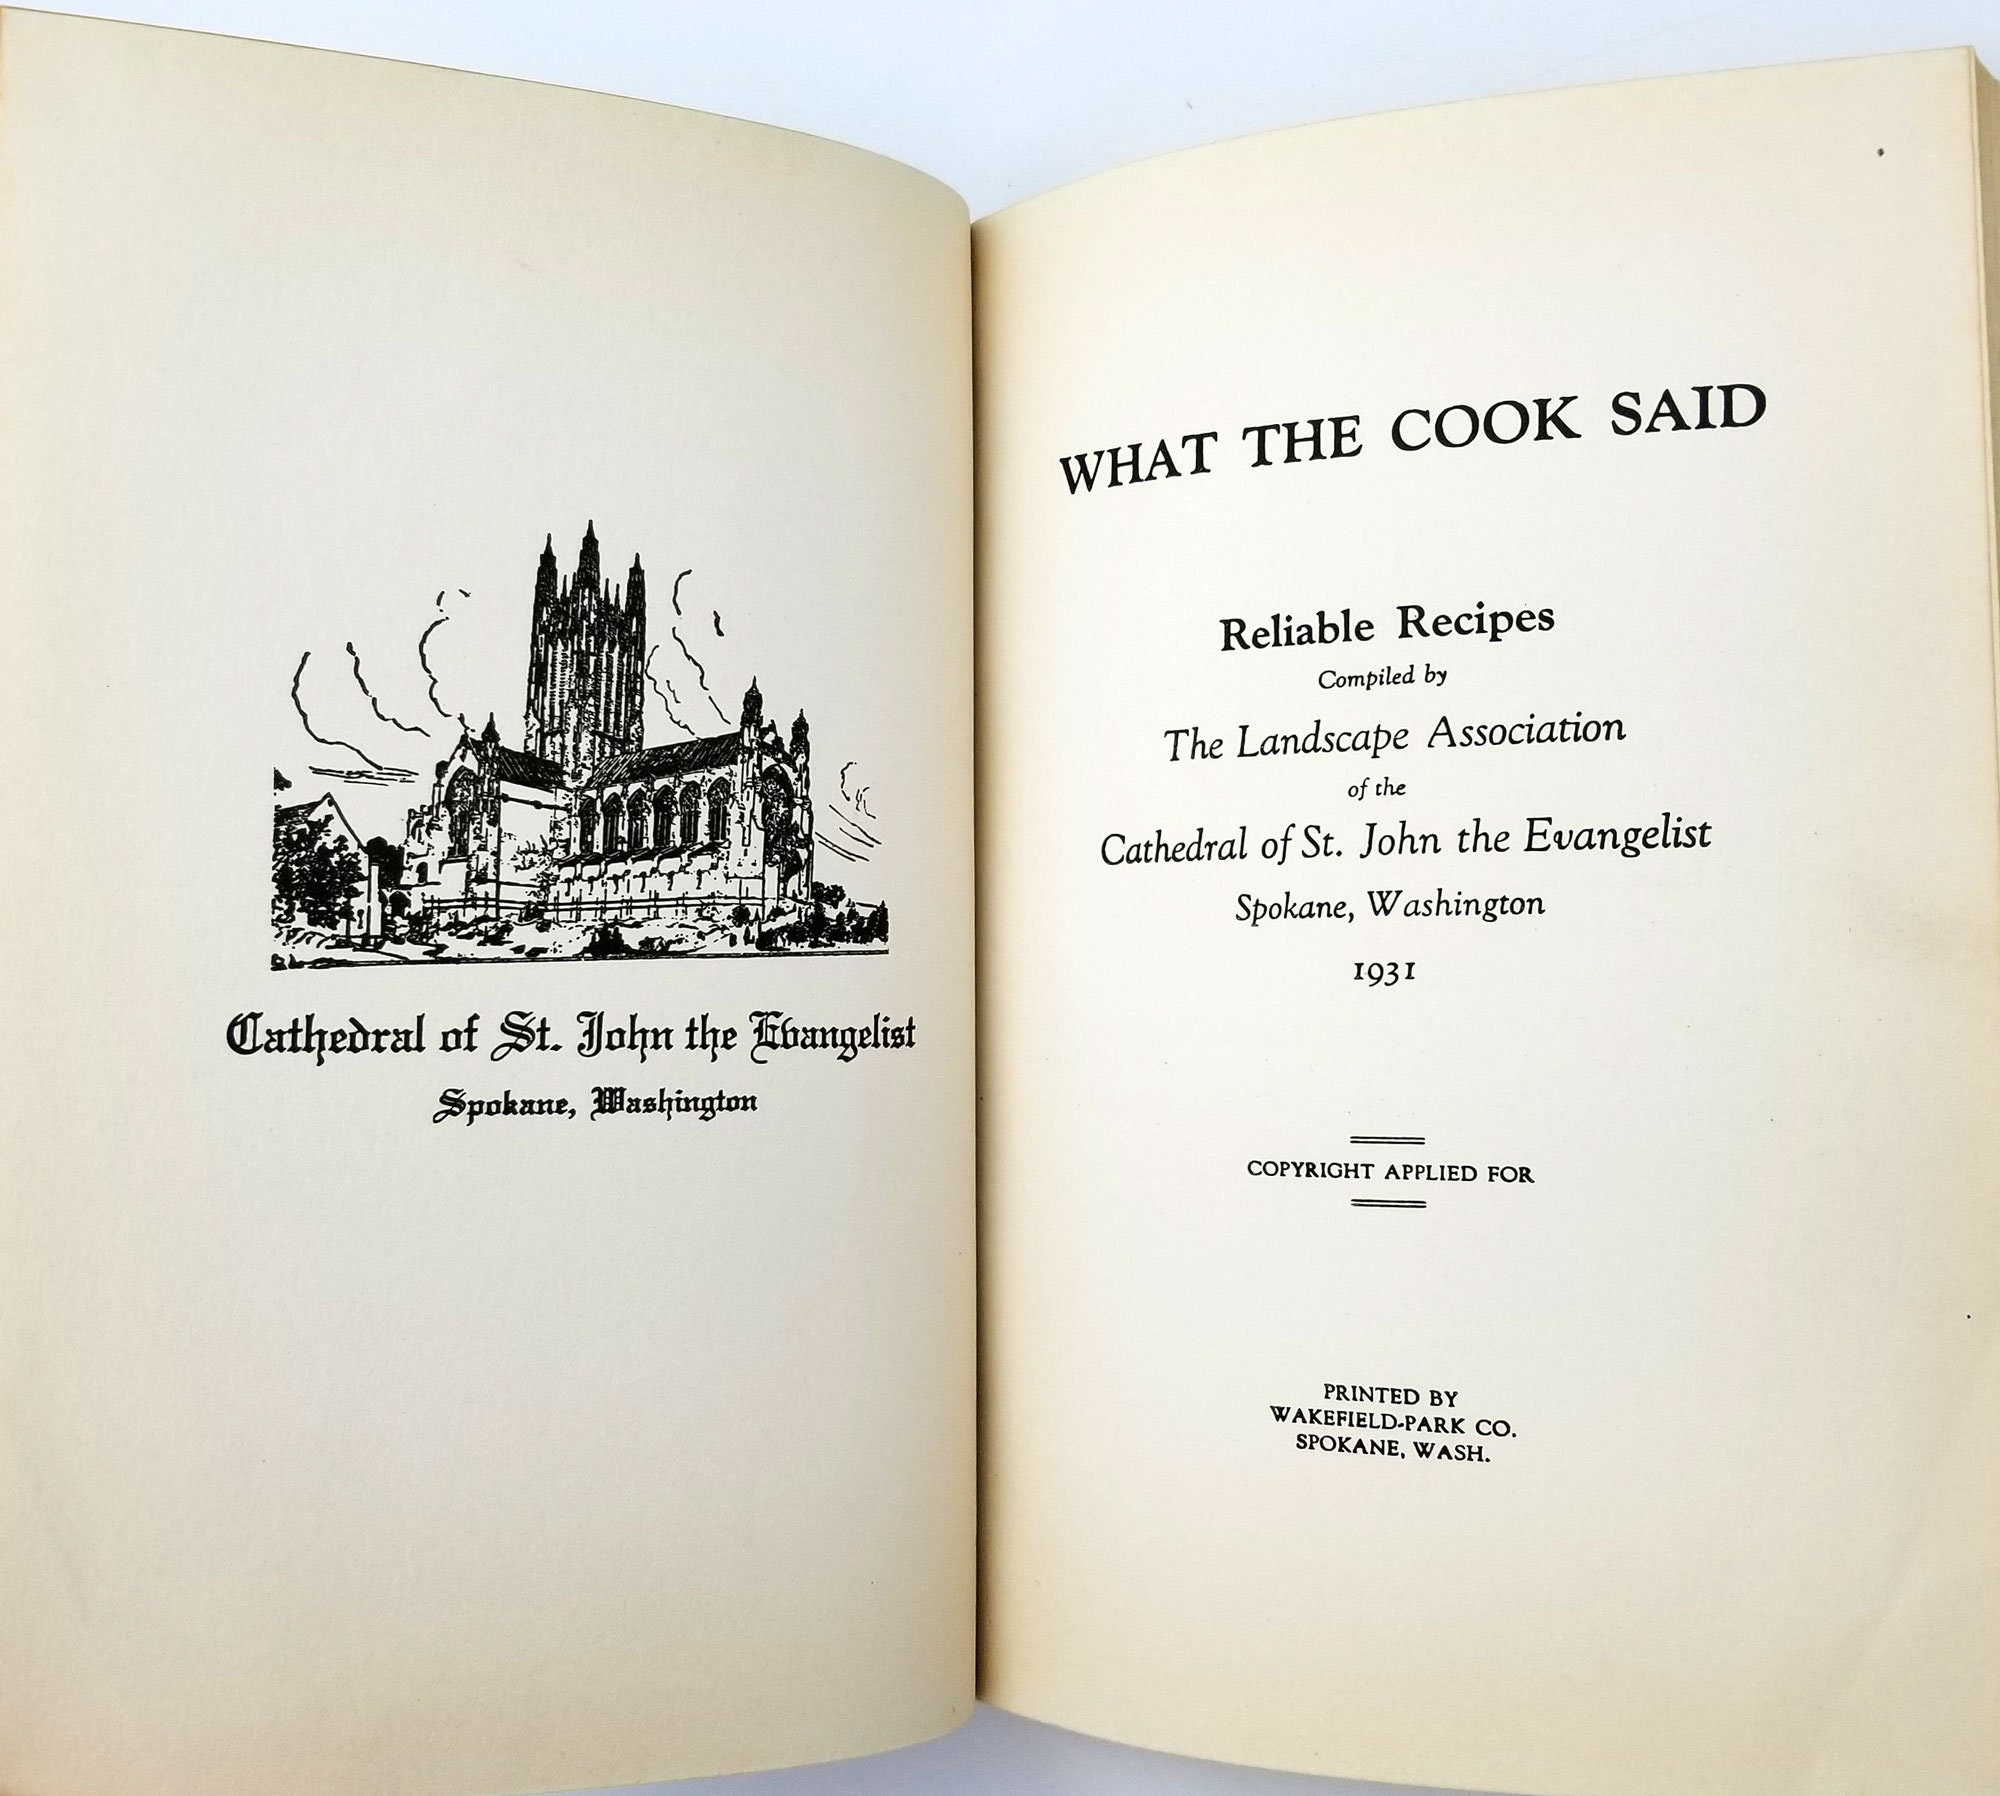 Cathedral of St. John the Evangelist
Spokane, Washington
WHAT THE COOK SAID
Reliable Recipes
Compiled by
The Landscape Association
of the
Cathedral of St. John the Evangelist
Spokane, Washington
1931
COPYRIGHT APPLIED FOR
PRINTED BY
WAKEFIELD-PARK CO.
SPOKANE, WASH.